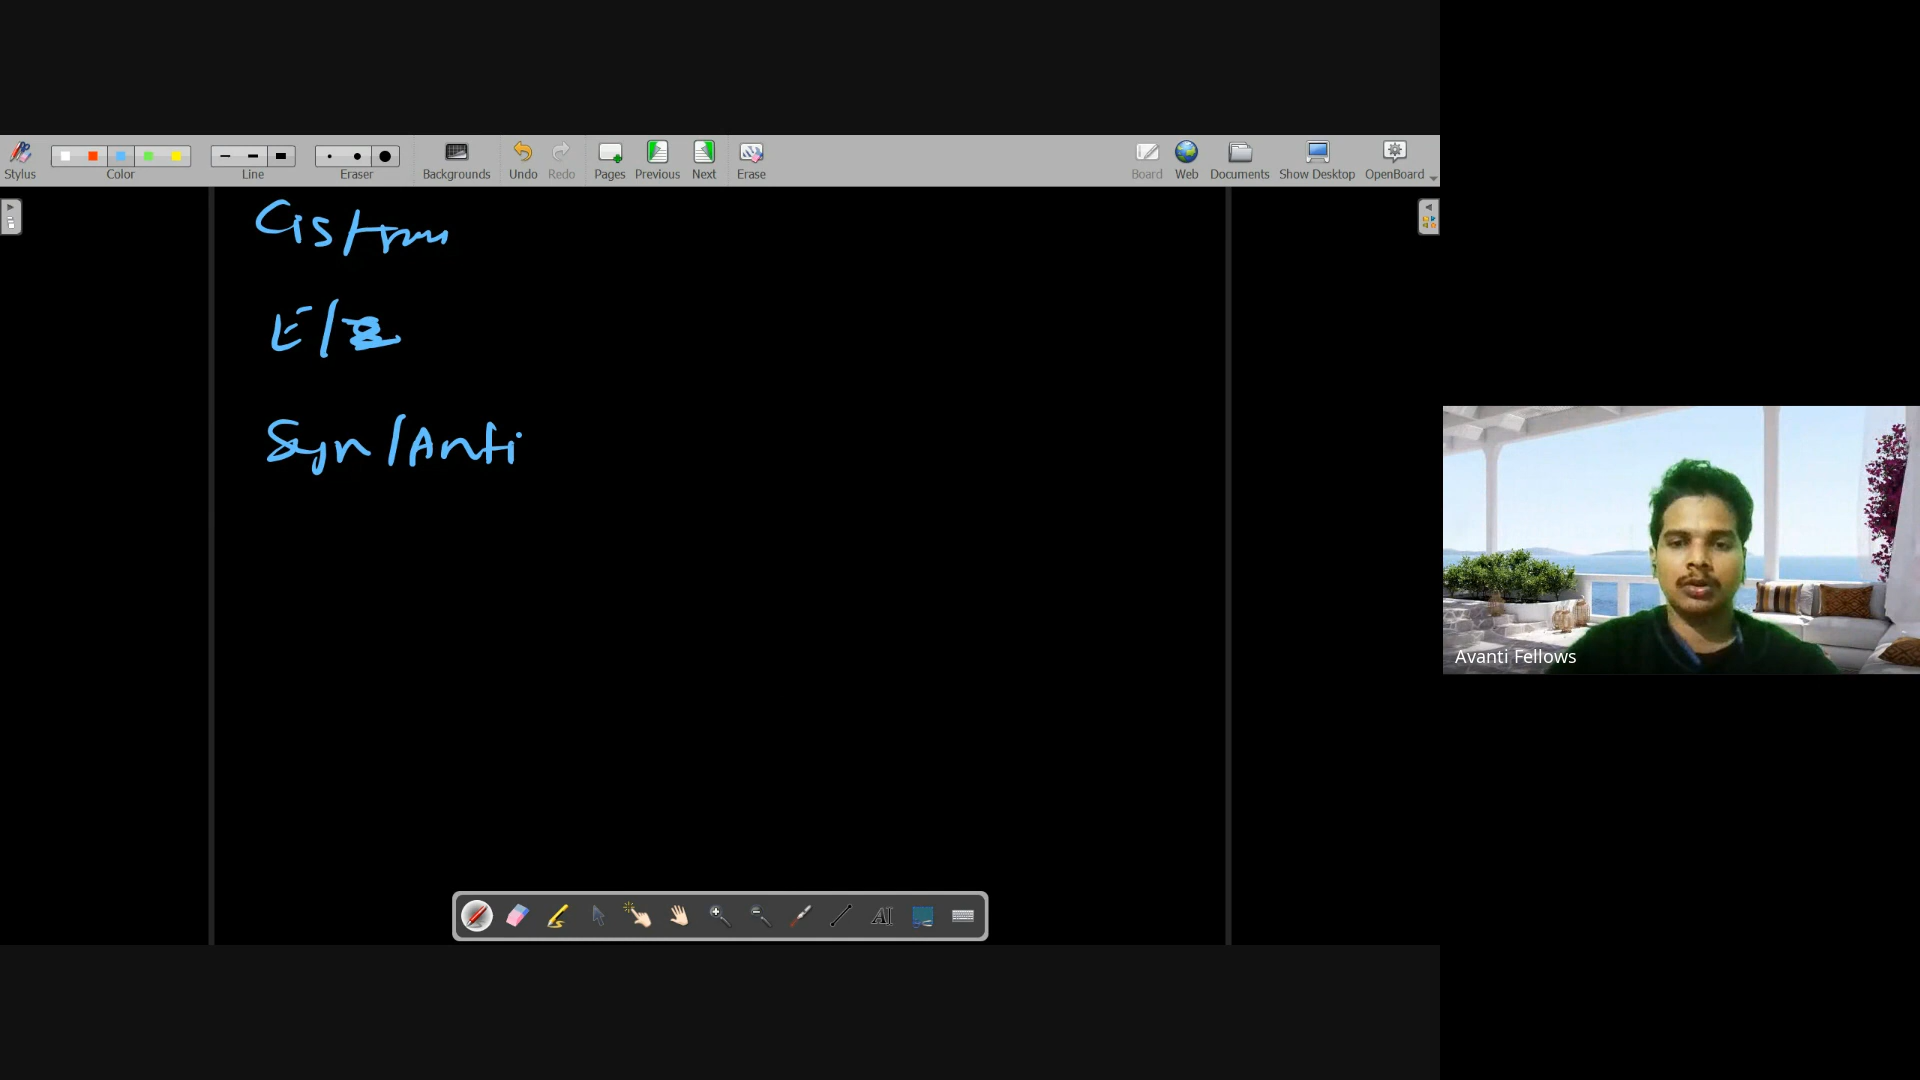 Stylus Color Line Eraser Backgrounds Undo Redo Pages Previous Next Erase Board Web Documents Show Desktop OpenBoard
Cis/
E/Z
Syn/Anti
Avanti Fellows